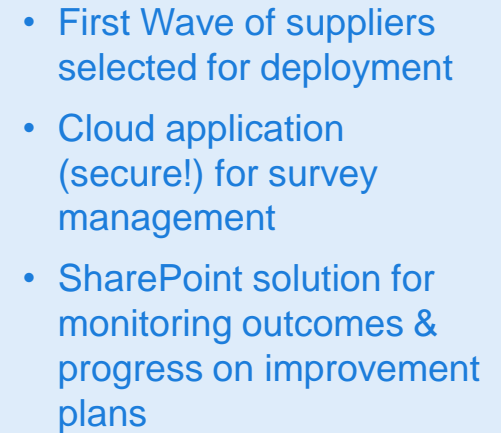 • First Wave of suppliers
selected for deployment
• Cloud application
(secure!) for survey
management
• SharePoint solution for
monitoring outcomes &
progress on improvement
plans